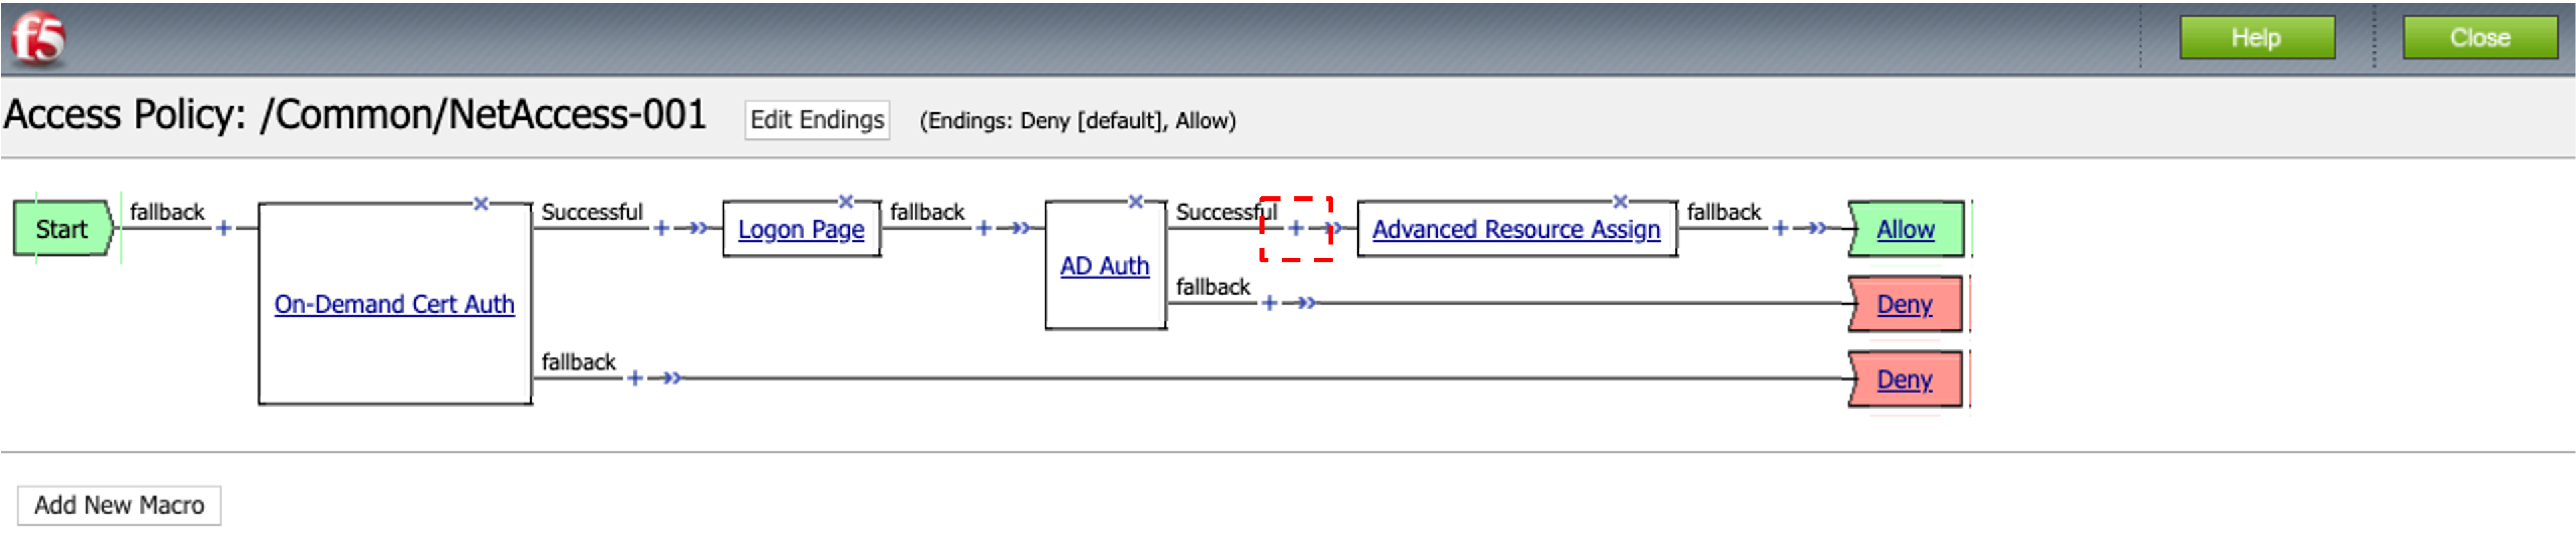 f5
Help
Close
Access Policy: /Common/NetAccess-001
Edit Endings
(Endings: Deny [default], Allow)
Start
fallback
On-Demand Cert Auth
Successful
Logon Page
fallback
AD Auth
Successful
Advanced Resource Assign
fallback
Allow
fallback
Deny
fallback
Deny
Add New Macro